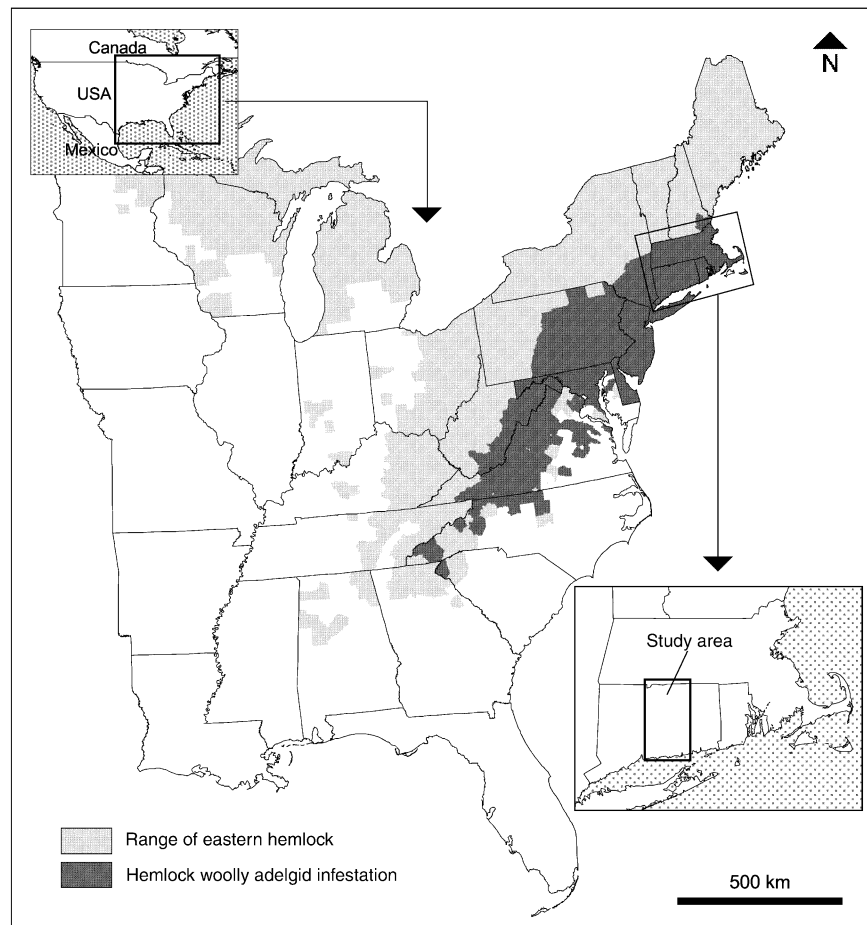 Canada
USA
Mexico
N
Study area
Range of eastern hemlock
Hemlock woolly adelgid infestation
500 km